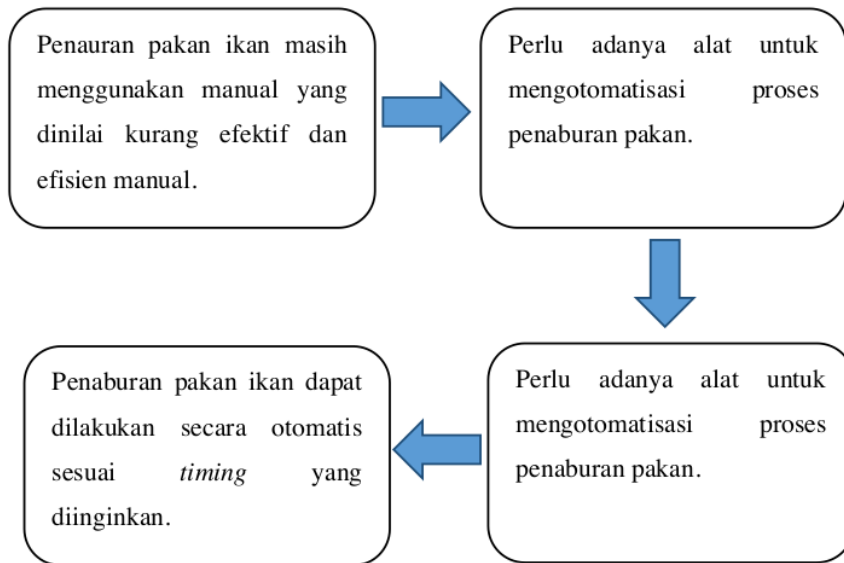 Penauran pakan ikan masih
menggunakan manual yang
dinilai kurang efektif dan
efisien manual.
Perlu adanya alat untuk
mengotomatisasi proses
penaburan pakan.
Perlu adanya alat untuk
mengotomatisasi proses
penaburan pakan.
Penaburan pakan ikan dapat
dilakukan secara otomatis
sesuai timing yang
diinginkan.